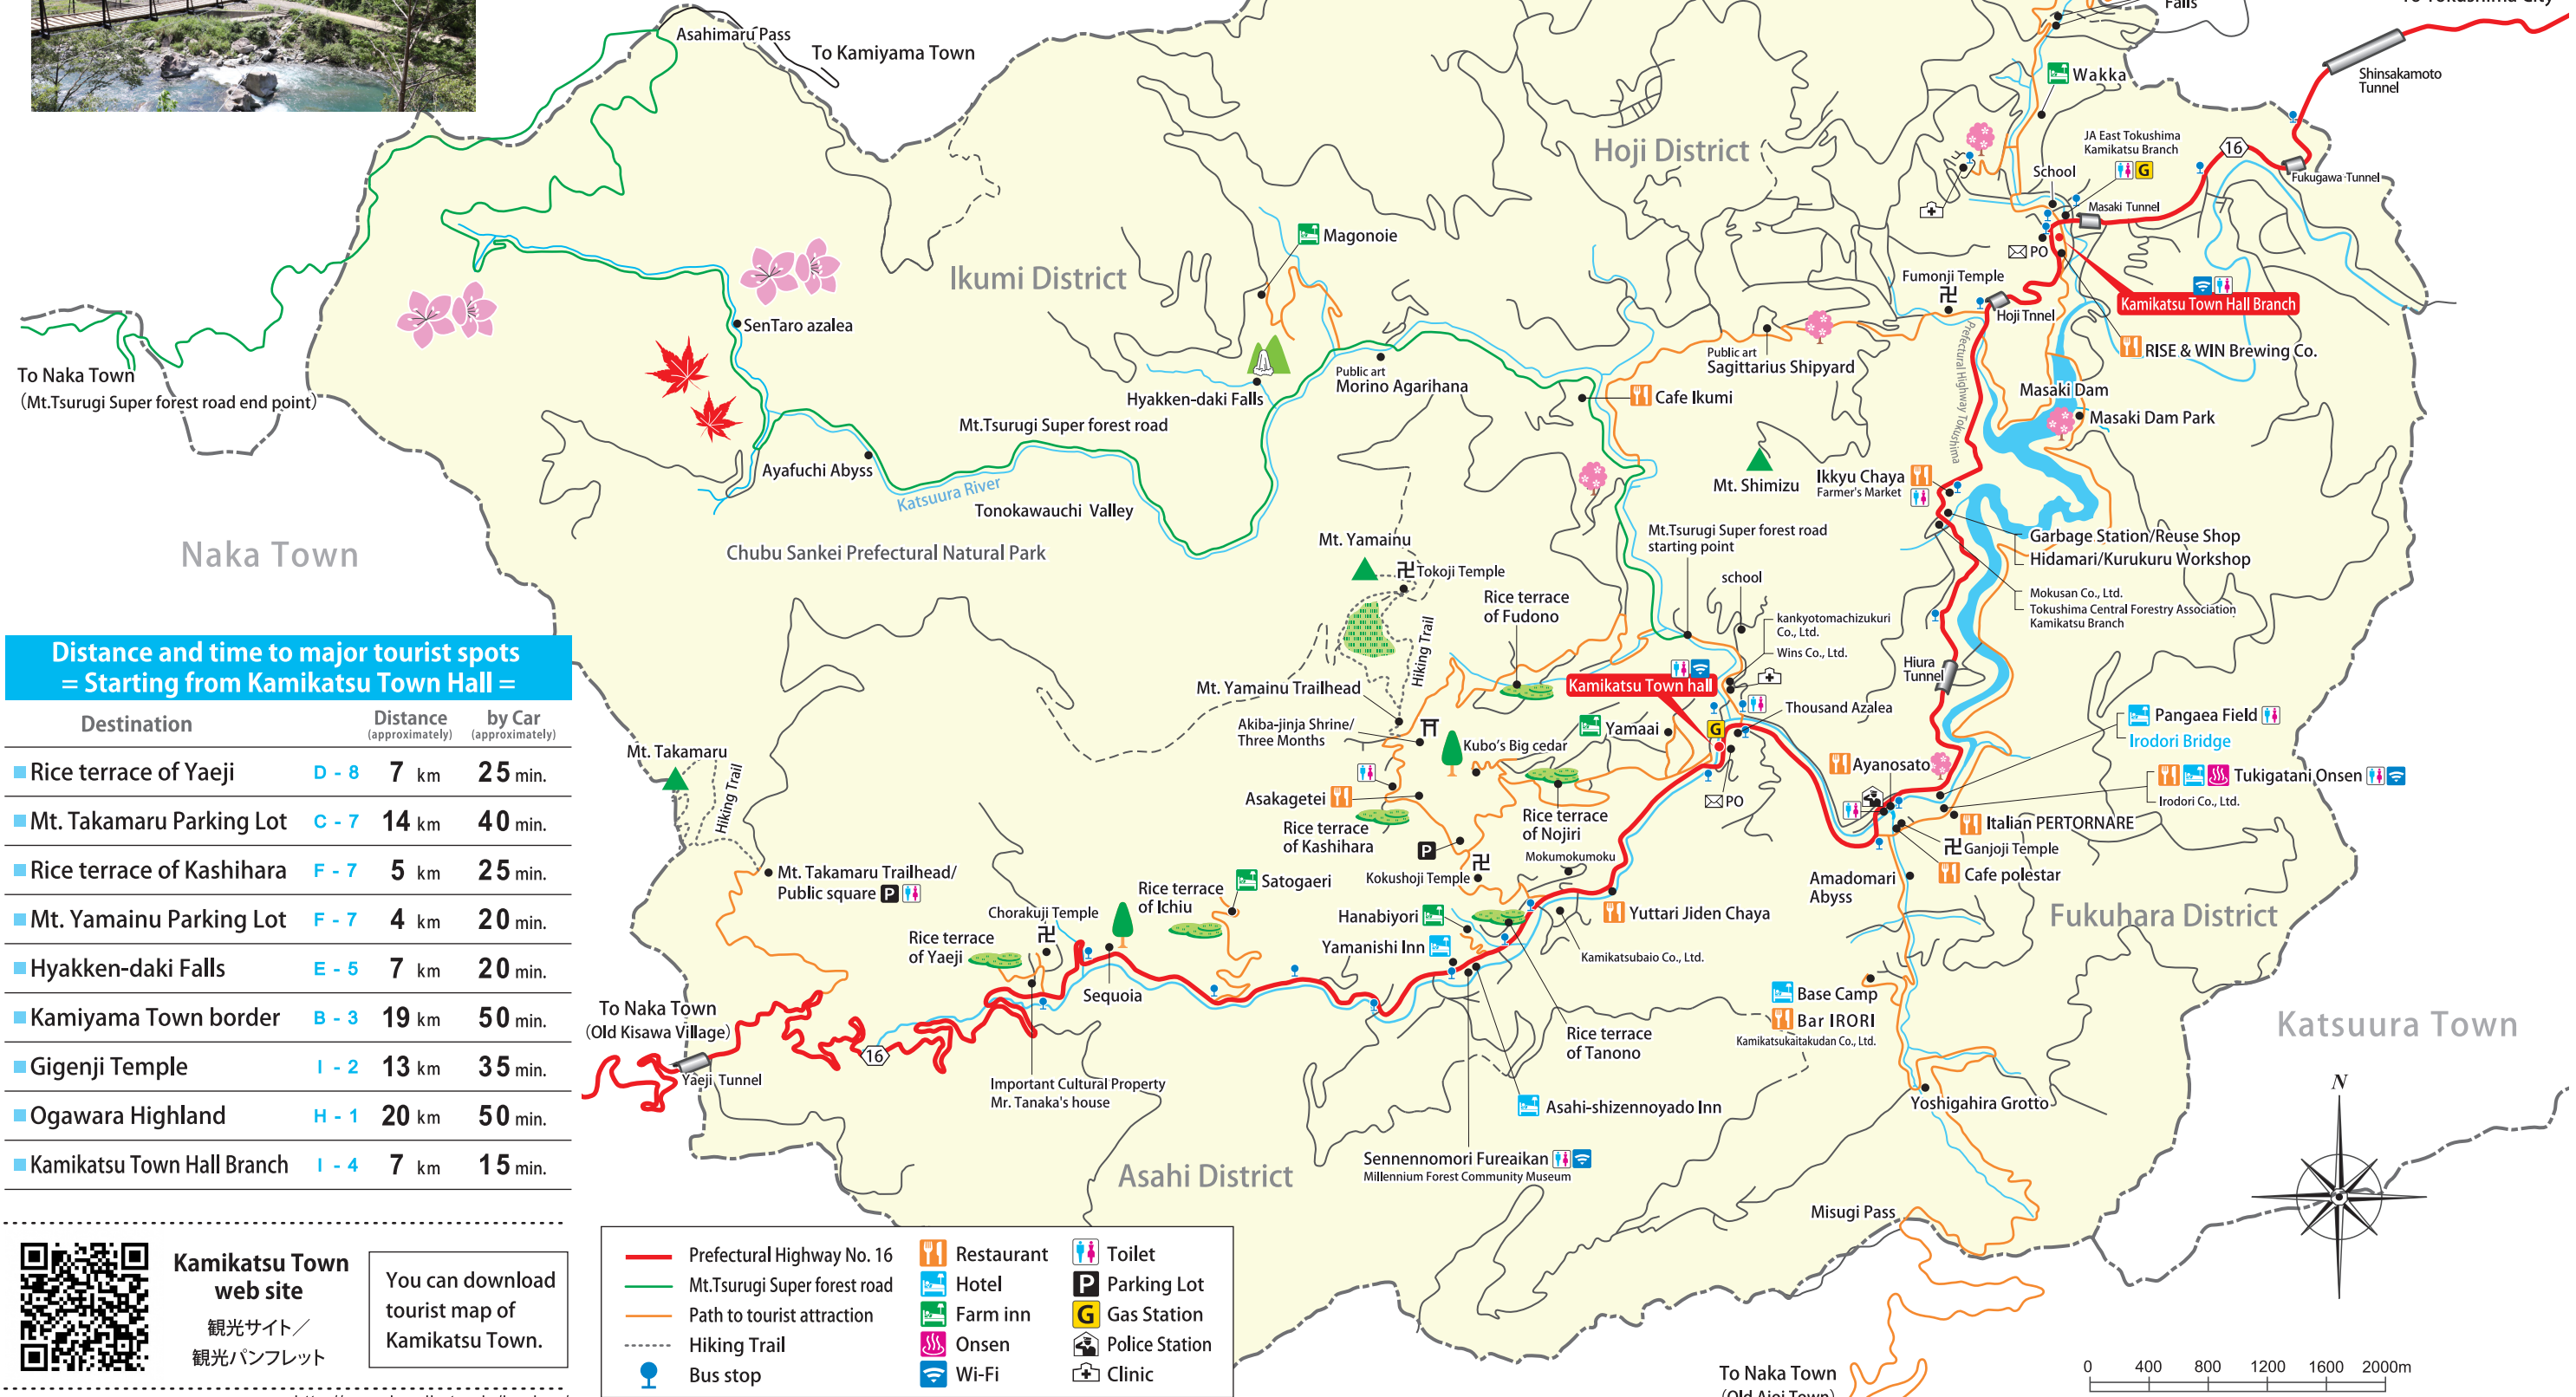 Falls
Asahimaru Pass
To Kamiyama Town
Wakka
Shinsakamoto
Tunnel
Hoji District
JA East Tokushima
Kamikatsu Branch
G
16
School
Fukugawa Tunnel
Masaki Tunnel
Magonoie
PO
Ikumi District
Fumonji Temple
Kamikatsu Town Hall Branch
Hoji Tnnel
Prefectural Highway Tokushima
SenTaro azalea
RISE & WIN Brewing Co.
Public art
Sagittarius Shipyard
Public art
Morino Agarihana
To Naka Town
(Mt.Tsurugi Super forest road end point)
Hyakken-daki Falls
Cafe Ikumi
Masaki Dam
Masaki Dam Park
Mt.Tsurugi Super forest road
Ayafuchi Abyss
Katsuura River
Tonokawauchi Valley
Mt. Shimizu
Ikkyu Chaya
Farmer's Market
Naka Town
Chubu Sankei Prefectural Natural Park
Mt. Yamainu
Tokoji Temple
Mt.Tsurugi Super forest road
starting point
Garbage Station/Reuse Shop
Hidamari/Kurukuru Workshop
school
Mokusan Co., Ltd.
Tokushima Central Forestry Association
Kamikatsu Branch
Rice terrace
of Fudono
Hiking Trail
kankyotomachizukuri
Co., Ltd.
Wins Co., Ltd.
Hiura
Tunnel
Kamikatsu Town hall
Mt. Yamainu Trailhead
Akiba-jinja Shrine/
Three Months
Thousand Azalea
Yamaai
G
Kubo's Big cedar
Pangaea Field
Irodori Bridge
Ayanosato
Tukigatani Onsen
Irodori Co., Ltd.
Asakagetei
PO
Rice terrace
of Kashihara
Rice terrace
of Nojiri
Italian PERTORNARE
Ganjoji Temple
Cafe polestar
P
Mokumokumoku
Kokushoji Temple
Amadomari
Abyss
Mt. Takamaru
Hiking Trail
Mt. Takamaru Trailhead/
Public square P
Satogaeri
Rice terrace
of Ichiu
Chorakuji Temple
Rice terrace
of Yaeji
Hanabiyori
Yuttari Jiden Chaya
Fukuhara District
Yamanishi Inn
Kamikatsubaio Co., Ltd.
Sequoia
Base Camp
Bar IRORI
Kamikatsukaitakudan Co., Ltd.
To Naka Town
(Old Kisawa Village)
16
Yaeji Tunnel
Rice terrace
of Tanono
Katsuura Town
Important Cultural Property
Mr. Tanaka's house
Asahi-shizennoyado Inn
Yoshigahira Grotto
N
Sennennomori Fureaikan
Millennium Forest Community Museum
Asahi District
Misugi Pass
To Naka Town
0 400 800 1200 1600 2000m
Distance and time to major tourist spots
= Starting from Kamikatsu Town Hall =
Destination Distance by Car
(approximately) (approximately)
Rice terrace of Yaeji D - 8 7 km 25 min.
Mt. Takamaru Parking Lot C - 7 14 km 40 min.
Rice terrace of Kashihara F - 7 5 km 25 min.
Mt. Yamainu Parking Lot F - 7 4 km 20 min.
Hyakken-daki Falls E - 5 7 km 20 min.
Kamiyama Town border B - 3 19 km 50 min.
Gigenji Temple I - 2 13 km 35 min.
Ogawara Highland H - 1 20 km 50 min.
Kamikatsu Town Hall Branch I - 4 7 km 15 min.
Kamikatsu Town
web site
観光サイト／
観光パンフレット
You can download
tourist map of
Kamikatsu Town.
Prefectural Highway No. 16
Mt.Tsurugi Super forest road
Path to tourist attraction
Hiking Trail
Bus stop
Restaurant
Hotel
Farm inn
Onsen
Wi-Fi
Toilet
P Parking Lot
G Gas Station
Police Station
Clinic